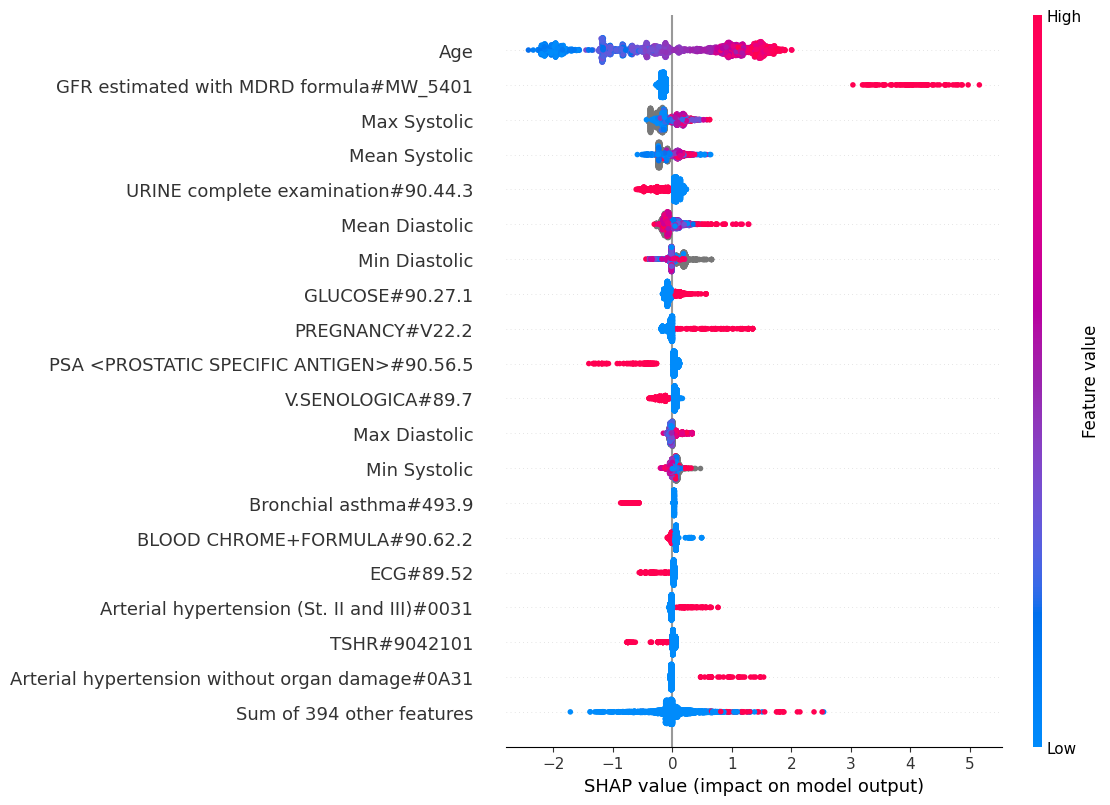 High
Age
GFR estimated with MDRD formula#MW_5401
Max Systolic
Mean Systolic
URINE complete examination#90.44.3
Mean Diastolic
Min Diastolic
GLUCOSE#90.27.1
PREGNANCY#V22.2
PSA <PROSTATIC SPECIFIC ANTIGEN>#90.56.5
V.SENOLOGICA#89.7
Max Diastolic
Min Systolic
Bronchial asthma#493.9
BLOOD CHROME+FORMULA#90.62.2
ECG#89.52
Arterial hypertension (St. II and III)#0031
TSHR#9042101
Arterial hypertension without organ damage#0A31
Sum of 394 other features
Feature value
Low
−2 −1 0 1 2 3 4 5
SHAP value (impact on model output)